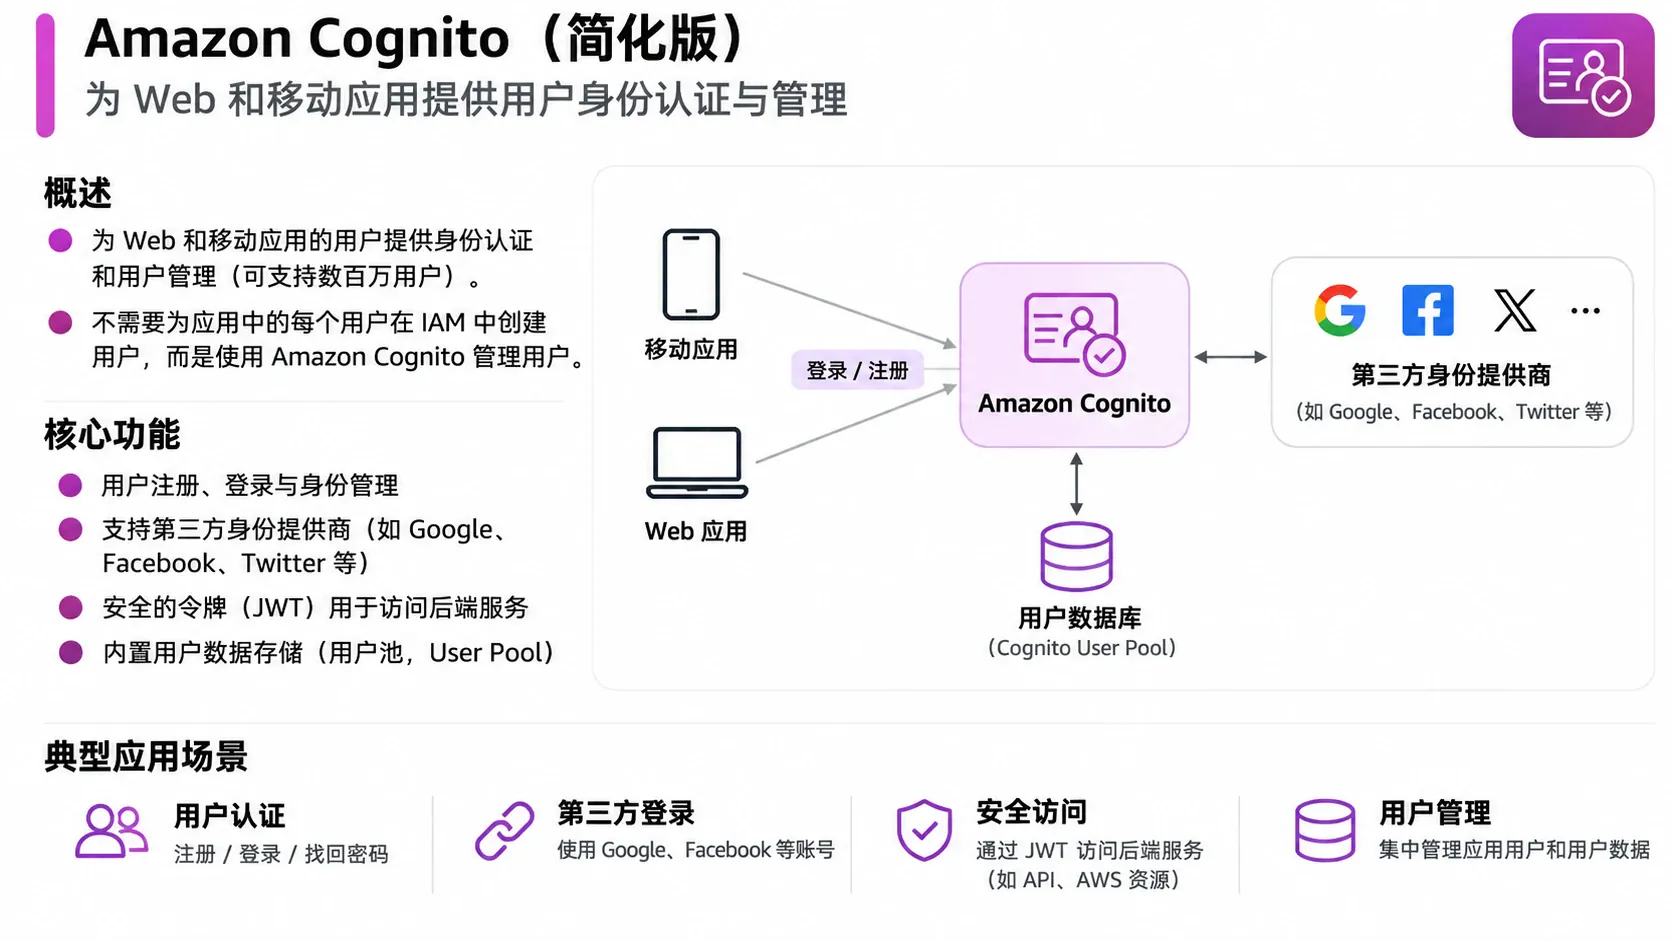 Amazon Cognito（简化版）
为 Web 和移动应用提供用户身份认证与管理
概述
为 Web 和移动应用的用户提供身份认证
和用户管理（可支持数百万用户）。
不需要为应用中的每个用户在 IAM 中创建
用户，而是使用 Amazon Cognito 管理用户。
核心功能
用户注册、登录与身份管理
支持第三方身份提供商（如 Google、
Facebook、Twitter 等）
安全的令牌（JWT）用于访问后端服务
内置用户数据存储（用户池，User Pool）
移动应用
登录 / 注册
Web 应用
Amazon Cognito
用户数据库
（Cognito User Pool）
...
第三方身份提供商
（如 Google、Facebook、Twitter 等）
典型应用场景
用户认证
注册 / 登录 / 找回密码
第三方登录
使用 Google、Facebook 等账号
安全访问
通过 JWT 访问后端服务
（如 API、AWS 资源）
用户管理
集中管理应用用户和用户数据